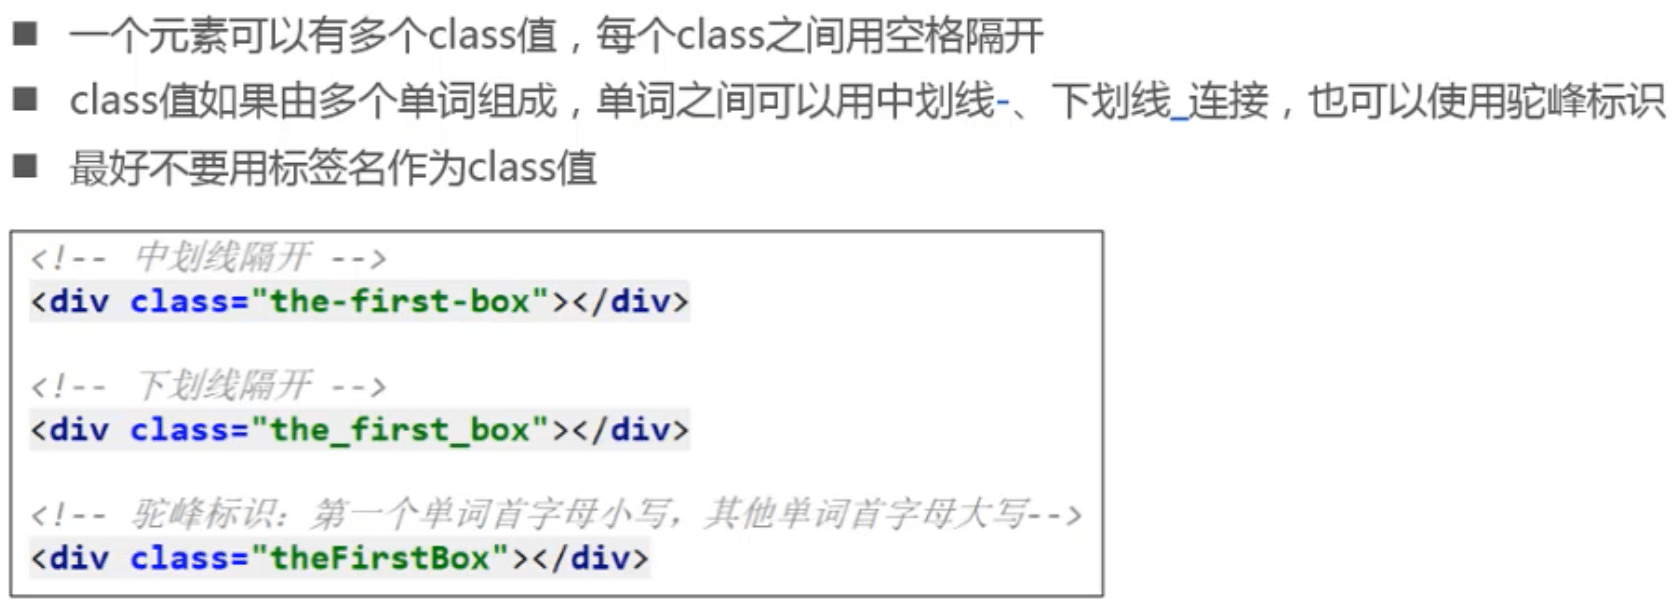 ■ 一个元素可以有多个class值，每个class之间用空格隔开
■ class值如果由多个单词组成，单词之间可以用中划线-、下划线_连接，也可以使用驼峰标识
■ 最好不要用标签名作为class值
<!-- 中划线隔开 -->
<div class="the-first-box"></div>
<!-- 下划线隔开 -->
<div class="the_first_box"></div>
<!-- 驼峰标识：第一个单词首字母小写，其他单词首字母大写-->
<div class="theFirstBox"></div>